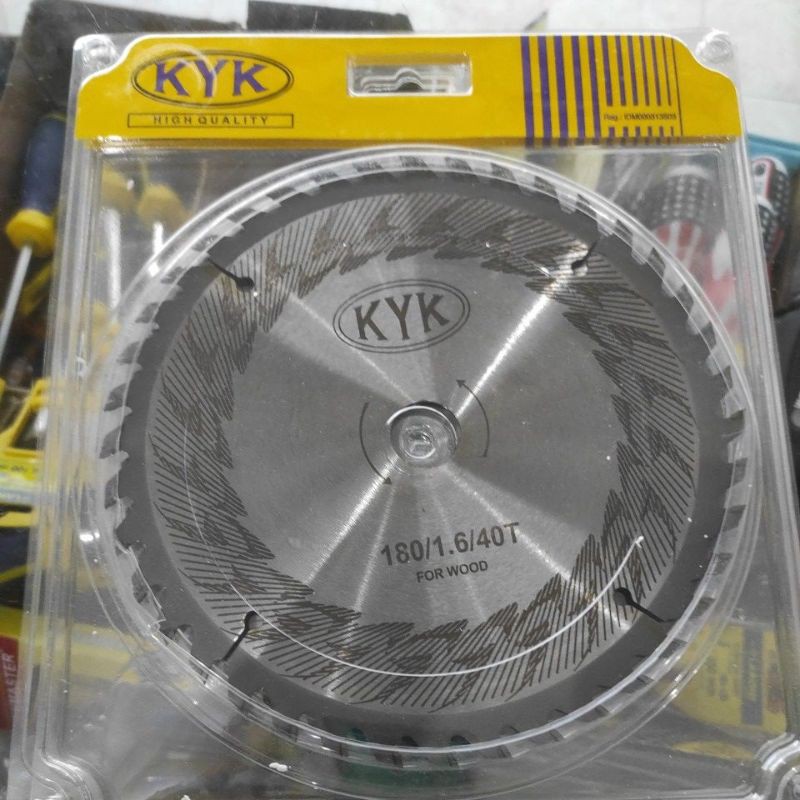 KYK
HIGH QUALITY
KYK
180/1.6/40T
FOR WOOD